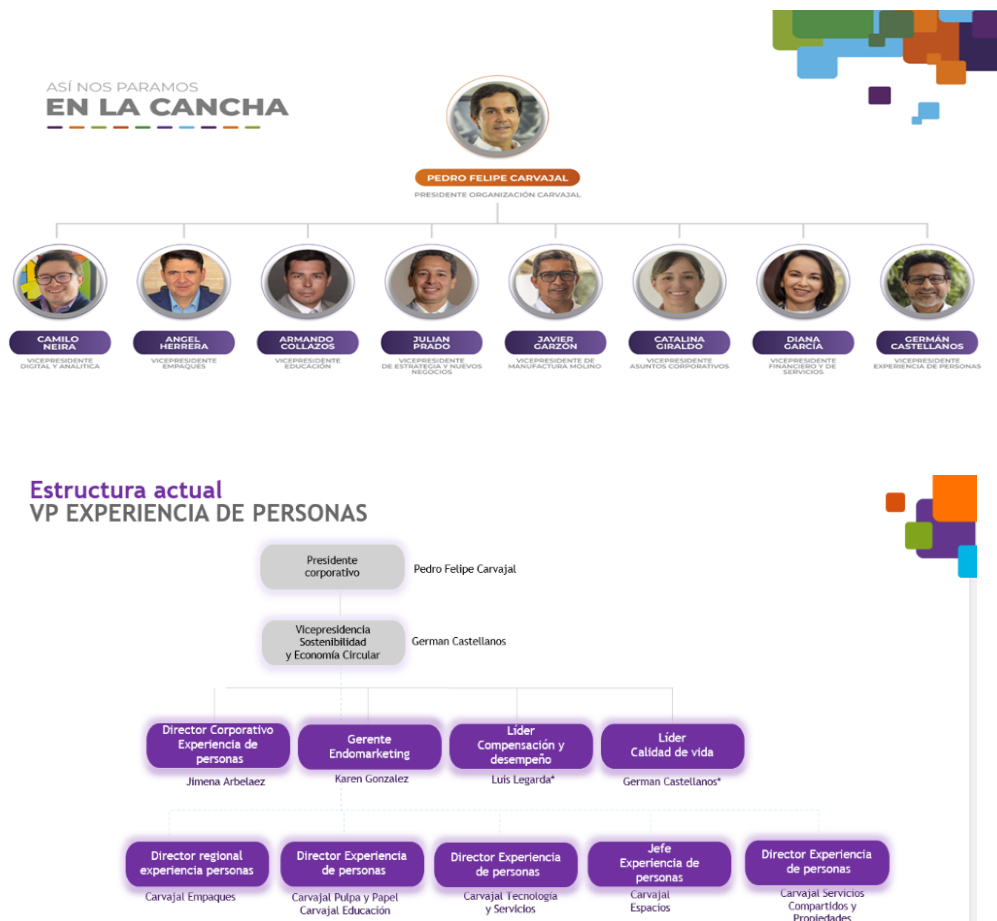 ASÍ NOS PARAMOS
EN LA CANCHA
PEDRO FELIPE CARVAJAL
PRESIDENTE ORGANIZACIÓN CARVAJAL
CAMILO
NEIRA
VICEPRESIDENTE
DIGITAL Y ANALITICA
ANGEL
HERRERA
VICEPRESIDENTE
EMPAQUES
ARMANDO
COLLAZOS
VICEPRESIDENTE
EDUCACIÓN
JULIAN
PRADO
VICEPRESIDENTE
DE ESTRATEGIA Y NUEVOS
NEGOCIOS
JAVIER
GARZÓN
VICEPRESIDENTE DE
MANUFACTURA MOLINO
CATALINA
GIRALDO
VICEPRESIDENTE
ASUNTOS CORPORATIVOS
DIANA
GARCÍA
VICEPRESIDENTE
FINANCIERO Y DE
SERVICIOS
GERMÁN
CASTELLANOS
VICEPRESIDENTE
EXPERIENCIA DE PERSONAS
Estructura actual
VP EXPERIENCIA DE PERSONAS
Presidente
corporativo
Pedro Felipe Carvajal
Vicepresidencia
Sostenibilidad
y Economía Circular
German Castellanos
Director Corporativo
Experiencia de
personas
Jimena Arbelaez
Gerente
Endomarketing
Karen Gonzalez
Líder
Compensación y
desempeño
Luis Legarda*
Líder
Calidad de vida
German Castellanos*
Director regional
experiencia personas
Carvajal Empaques
Director Experiencia
de personas
Carvajal Pulpa y Papel
Carvajal Educación
Director Experiencia
de personas
Carvajal Tecnología
y Servicios
Jefe
Experiencia de
personas
Carvajal
Espacios
Director Experiencia
de personas
Carvajal Servicios
Compartidos y
Propiedades